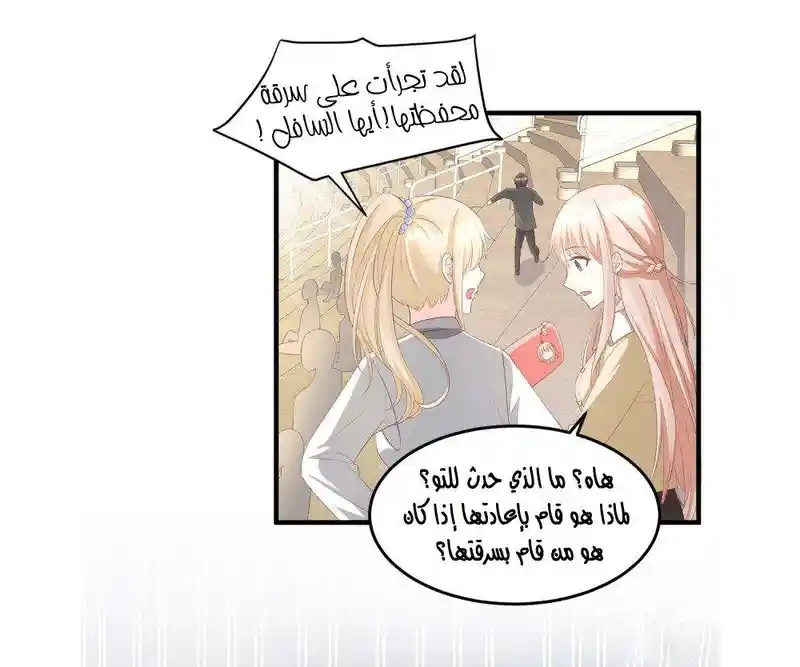 لقد تجرأت على سرقة
محفظتها! أيها السافل!
هاه؟ ما الذي حدث للتو؟
لماذا هو قام بإعادتها إذا كان
هو من قام بسرقتها؟